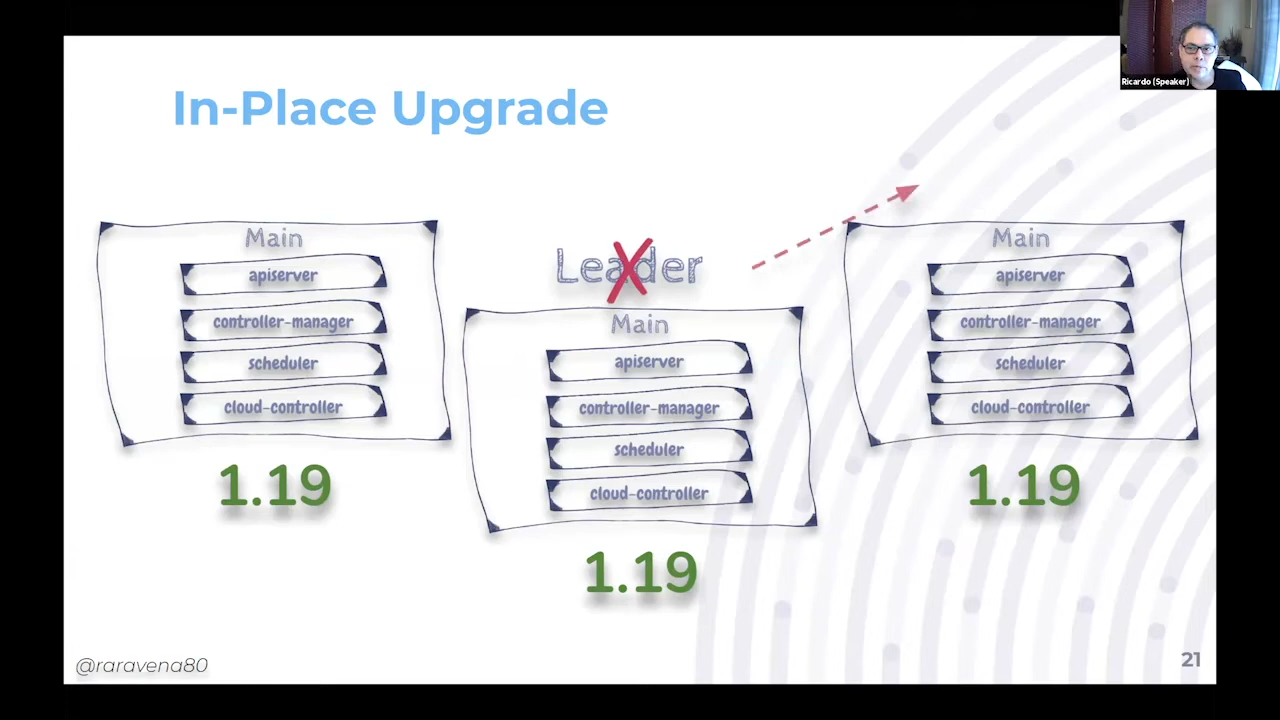 Ricardo (Speaker)
In-Place Upgrade
Main
apiserver
controller-manager
scheduler
cloud-controller
1.19
Leader
Main
apiserver
controller-manager
scheduler
cloud-controller
1.19
Main
apiserver
controller-manager
scheduler
cloud-controller
1.19
@raravena80
21